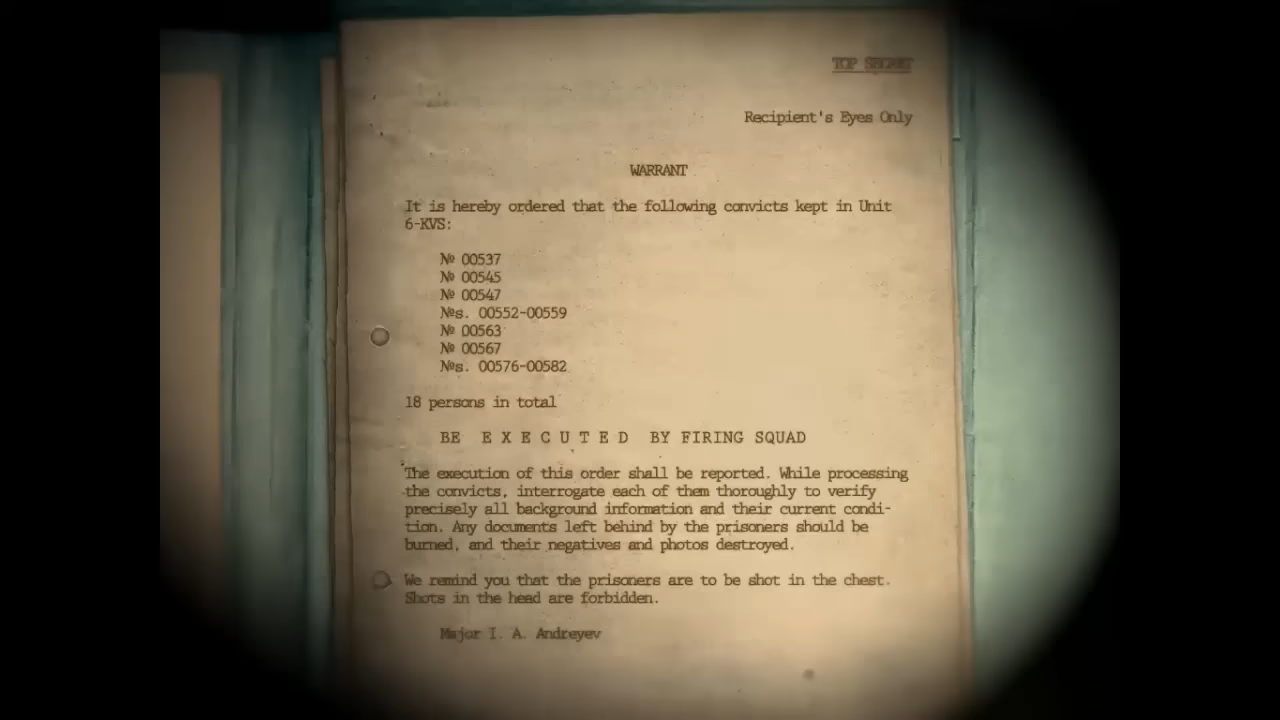 TOP SECRET
Recipient's Eyes Only
WARRANT
It is hereby ordered that the following convicts kept in Unit
6-KVS:
№ 00537
№ 00545
№ 00547
№s. 00552-00559
№ 00563
№ 00567
№s. 00576-00582
18 persons in total
BE E X E C U T E D BY FIRING SQUAD
The execution of this order shall be reported. While processing
the convicts, interrogate each of them thoroughly to verify
precisely all background information and their current condi-
tion. Any documents left behind by the prisoners should be
burned, and their negatives and photos destroyed.
We remind you that the prisoners are to be shot in the chest.
Shots in the head are forbidden.
Major I. A. Andreyev